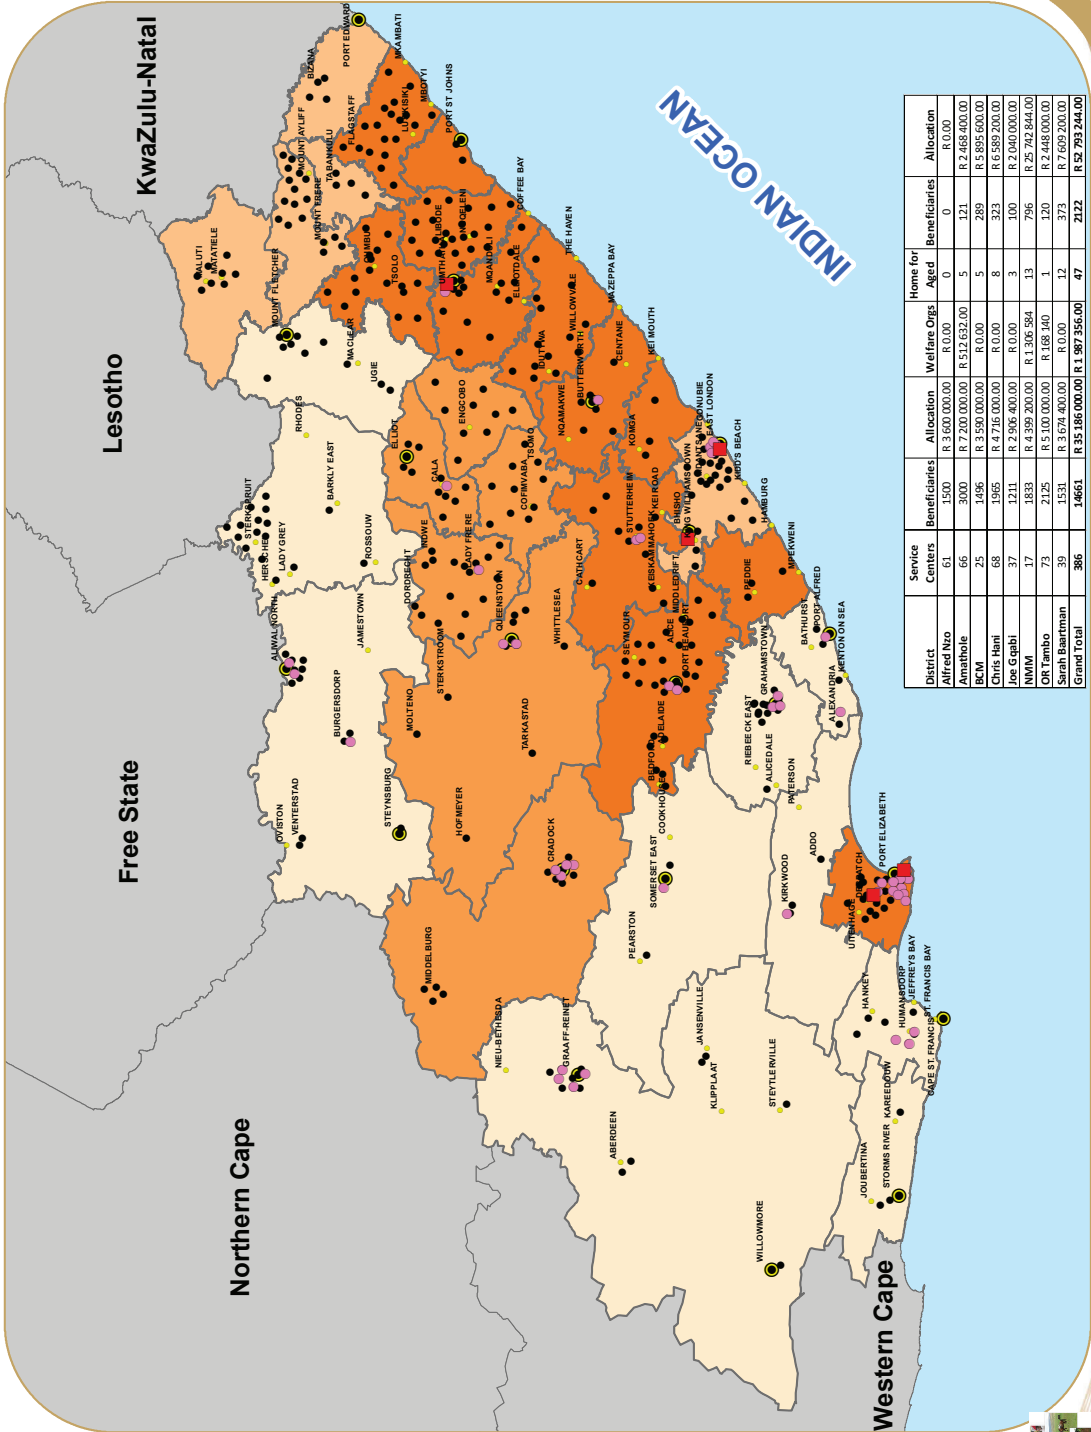 Lesotho
KwaZulu-Natal
Free State
Northern Cape
Western Cape
INDIAN OCEAN
MALUTI
MATATIELE
MOUNT FLETCHER
MOUNT FRERE
MOUNT AYLIFF
TABANKULU
FLAGSTAFF
BIZANA
PORT EDWARD
MKAMBATI
MBOTYI
LUSIKISIKI
PORT ST JOHNS
QUMBU
TSOLO
UMTHATHA
LIBODE
NGQELENI
MQANDULI
ELLIOTDALE
COFFEE BAY
THE HAVEN
MACLEAR
UGIE
RHODES
BARKLY EAST
STERKSPRUIT
HERSCHEL
LADY GREY
ROSSOUW
ALIWAL NORTH
JAMESTOWN
BURGERSDORP
OVISTON
VENTERSTAD
STEYNSBURG
ELLIOT
ENGCOBO
CALA
INDWE
DORDRECHT
LADY FRERE
COFIMVABA
TSOMO
QUEENSTOWN
WHITTLESEA
STERKSTROOM
MOLTENO
TARKASTAD
HOFMEYER
CRADOCK
MIDDELBURG
IDUTYWA
WILLOWVALE
BUTTERWORTH
NQAMAKWE
CENTANE
MAZEPPA BAY
KEI MOUTH
KOMGA
STUTTERHEIM
KEI ROAD
CATHCART
KEISKAMMAHOEK
BHISHO
KING WILLIAMSTOWN
MDANTSANE
GONUBIE
EAST LONDON
KIDD'S BEACH
HAMBURG
MIDDLEDRIFT
PEDDIE
MPEKWENI
SEYMOUR
ALICE
FORT BEAUFORT
ADELAIDE
BEDFORD
COOKHOUSE
SOMERSET EAST
PEARSTON
GRAHAMSTOWN
RIEBEECK EAST
ALICEDALE
PATERSON
BATHURST
PORT ALFRED
KENTON ON SEA
ALEXANDRIA
ADDO
KIRKWOOD
UITENHAGE
DESPATCH
PORT ELIZABETH
NIEU-BETHESDA
GRAAFF-REINET
ABERDEEN
JANSENVILLE
KLIPPLAAT
STEYTLERVILLE
WILLOWMORE
HANKEY
HUMANSDORP
JEFFREYS BAY
ST. FRANCIS BAY
CAPE ST. FRANCIS
KAREEDOUW
STORMS RIVER
JOUBERTINA
District Service Centers Beneficiaries Allocation Welfare Orgs Home for Aged Beneficiaries Allocation
Alfred Nzo 61 1500 R 3 600 000.00 R 0.00 0 0 R 0.00
Amathole 66 3000 R 7 200 000.00 R 512 632.00 5 121 R 2 468 400.00
BCM 25 1496 R 3 590 000.00 R 0.00 5 289 R 5 895 600.00
Chris Hani 68 1965 R 4 716 000.00 R 0.00 8 323 R 6 589 200.00
Joe Gqabi 37 1211 R 2 906 400.00 R 0.00 3 100 R 2 040 000.00
NMM 17 1833 R 4 399 200.00 R 1 306 584 13 796 R 25 742 844.00
OR Tambo 73 2125 R 5 100 000.00 R 168 140 1 120 R 2 448 000.00
Sarah Baartman 39 1531 R 3 674 400.00 R 0.00 12 373 R 7 609 200.00
Grand Total 386 14661 R 35 186 000.00 R 1 987 356.00 47 2122 R 52 793 244.00